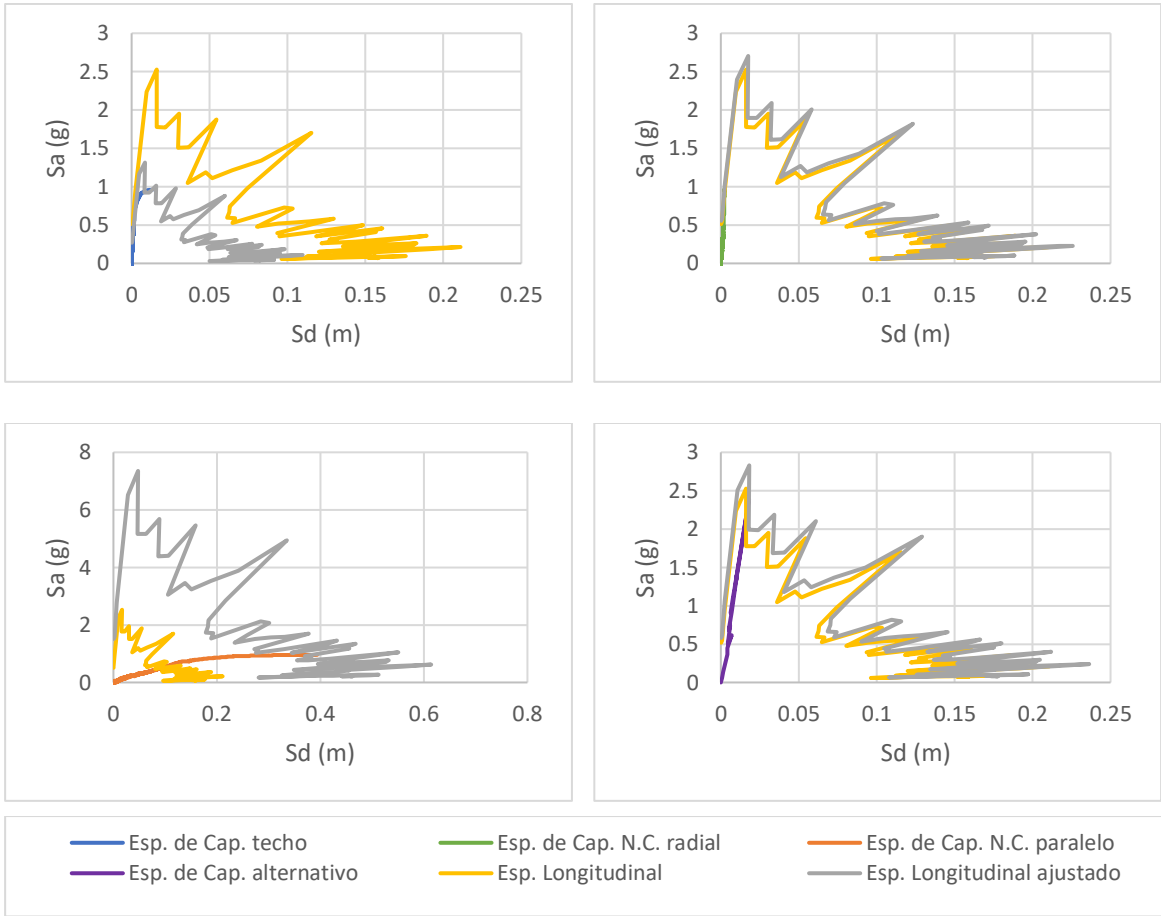 3
2.5
2
1.5
1
0.5
0
0 0.05 0.1 0.15 0.2 0.25
Sa (g)
Sd (m)
3
2.5
2
1.5
1
0.5
0
0 0.05 0.1 0.15 0.2 0.25
Sa (g)
Sd (m)
8
6
4
2
0
0 0.2 0.4 0.6 0.8
Sa (g)
Sd (m)
3
2.5
2
1.5
1
0.5
0
0 0.05 0.1 0.15 0.2 0.25
Sa (g)
Sd (m)
Esp. de Cap. techo Esp. de Cap. N.C. radial Esp. de Cap. N.C. paralelo
Esp. de Cap. alternativo Esp. Longitudinal Esp. Longitudinal ajustado